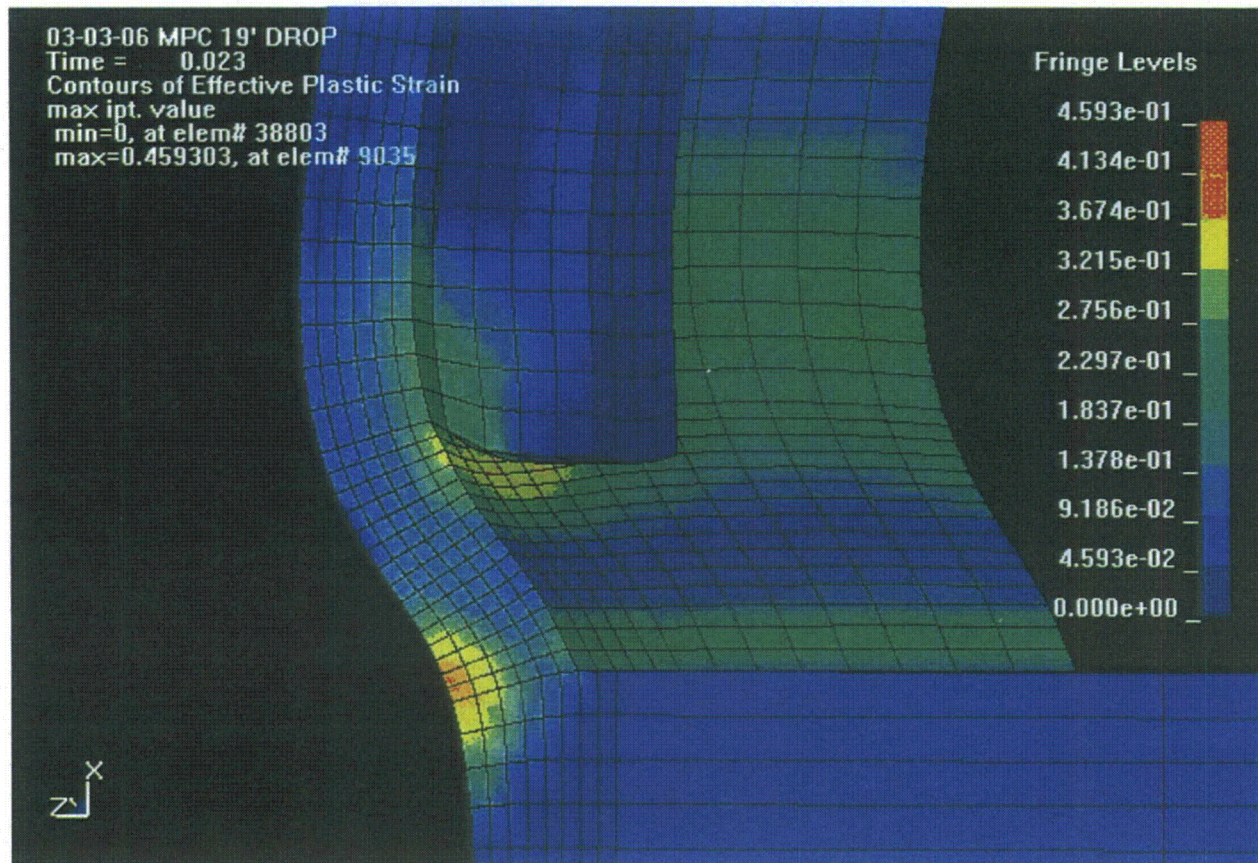 03-03-06 MPC 19' DROP
Time = 0.023
Contours of Effective Plastic Strain
max ipt. value
min=0, at elem# 38803
max=0.459303, at elem# 9035
Fringe Levels
4.593e-01
4.134e-01
3.674e-01
3.215e-01
2.756e-01
2.297e-01
1.837e-01
1.378e-01
9.186e-02
4.593e-02
0.000e+00
X
Z